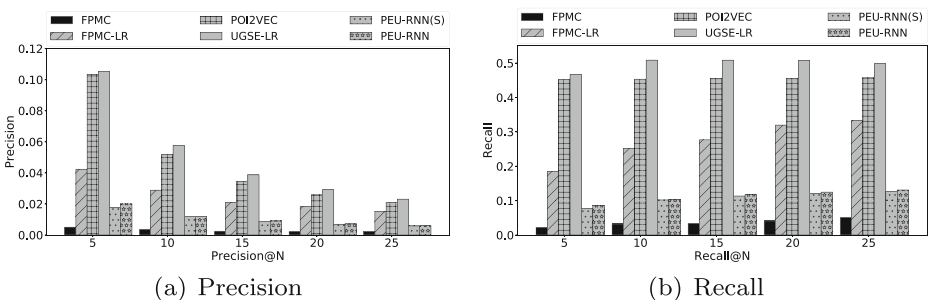 FPMC POI2VEC PEU-RNN(S)
FPMC-LR UGSE-LR PEU-RNN
0.12
0.10
0.08
0.06
0.04
0.02
0.00
Precision
5 10 15 20 25
Precision@N
(a) Precision
FPMC POI2VEC PEU-RNN(S)
FPMC-LR UGSE-LR PEU-RNN
0.5
0.4
0.3
0.2
0.1
0.0
Recall
5 10 15 20 25
Recall@N
(b) Recall